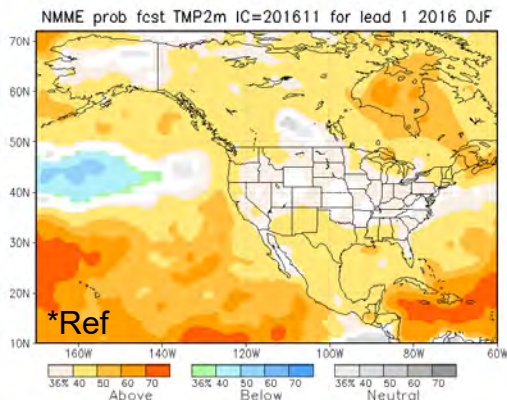 NMME prob fcst TMP2m IC=201611 for lead 1 2016 DJF
70N
60N
50N
40N
30N
20N
10N
*Ref
160W 140W 120W 100W 80W 60W
36% 40 50 60 70 36% 40 50 60 70 36% 40 50 60 70
Above Below Neutral